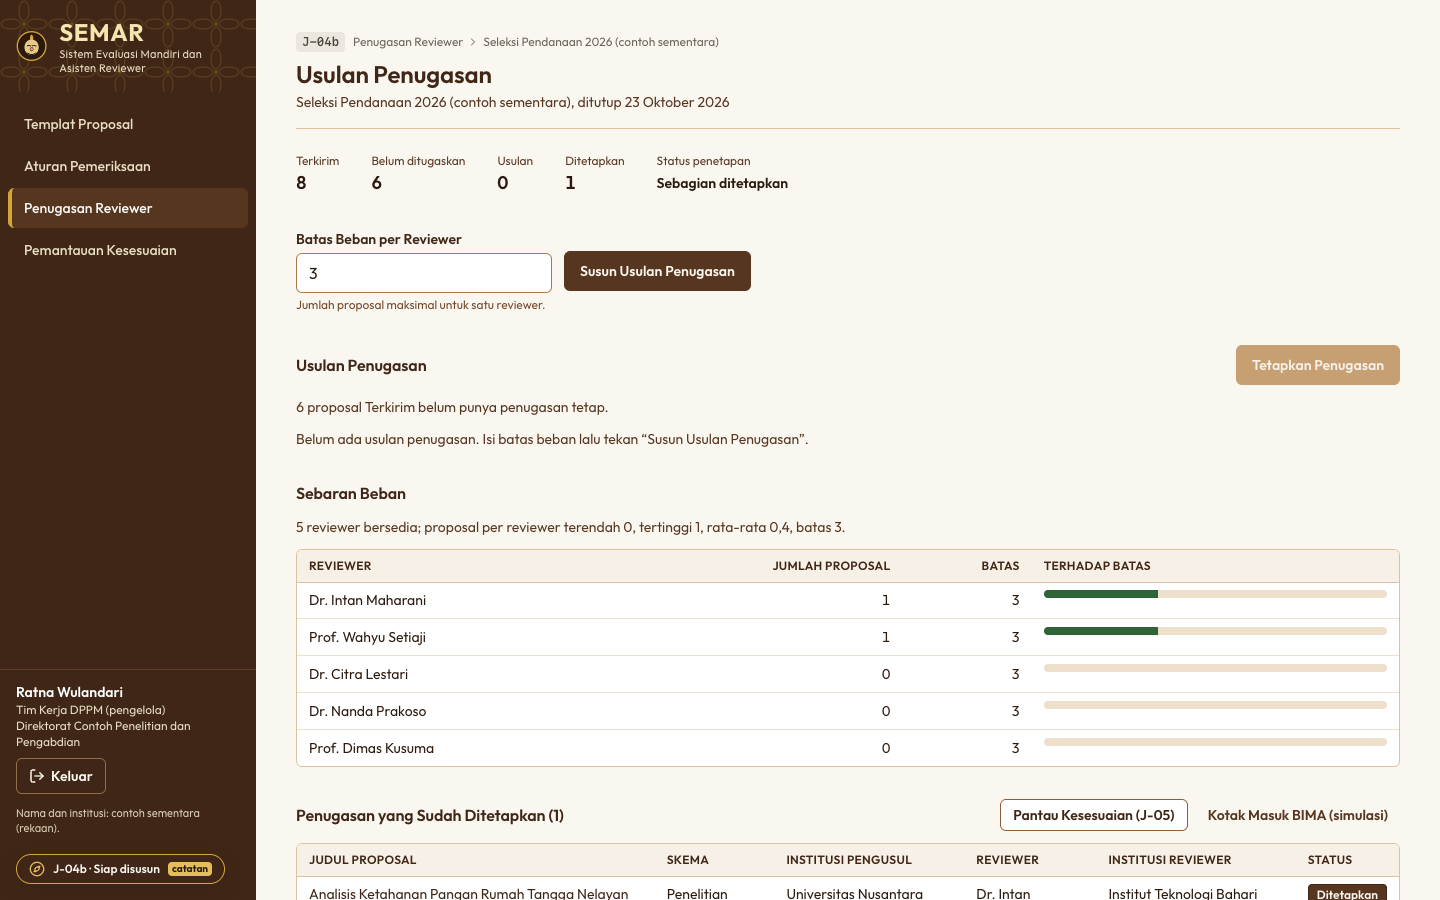 SEMAR
Sistem Evaluasi Mandiri dan
Asisten Reviewer
Templat Proposal
Aturan Pemeriksaan
Penugasan Reviewer
Pemantauan Kesesuaian
Ratna Wulandari
Tim Kerja DPPM (pengelola)
Direktorat Contoh Penelitian dan
Pengabdian
Keluar
Nama dan institusi: contoh sementara
(rekaan).
J-04b · Siap disusun catatan
J-04b Penugasan Reviewer > Seleksi Pendanaan 2026 (contoh sementara)
Usulan Penugasan
Seleksi Pendanaan 2026 (contoh sementara), ditutup 23 Oktober 2026
Terkirim Belum ditugaskan Usulan Ditetapkan Status penetapan
8 6 0 1 Sebagian ditetapkan
Batas Beban per Reviewer
3 Susun Usulan Penugasan
Jumlah proposal maksimal untuk satu reviewer.
Usulan Penugasan Tetapkan Penugasan
6 proposal Terkirim belum punya penugasan tetap.
Belum ada usulan penugasan. Isi batas beban lalu tekan “Susun Usulan Penugasan”.
Sebaran Beban
5 reviewer bersedia; proposal per reviewer terendah 0, tertinggi 1, rata-rata 0,4, batas 3.
REVIEWER JUMLAH PROPOSAL BATAS TERHADAP BATAS
Dr. Intan Maharani 1 3
Prof. Wahyu Setiaji 1 3
Dr. Citra Lestari 0 3
Dr. Nanda Prakoso 0 3
Prof. Dimas Kusuma 0 3
Penugasan yang Sudah Ditetapkan (1) Pantau Kesesuaian (J-05) Kotak Masuk BIMA (simulasi)
JUDUL PROPOSAL SKEMA INSTITUSI PENGUSUL REVIEWER INSTITUSI REVIEWER STATUS
Analisis Ketahanan Pangan Rumah Tangga Nelayan Penelitian Universitas Nusantara Dr. Intan Institut Teknologi Bahari Ditetapkan